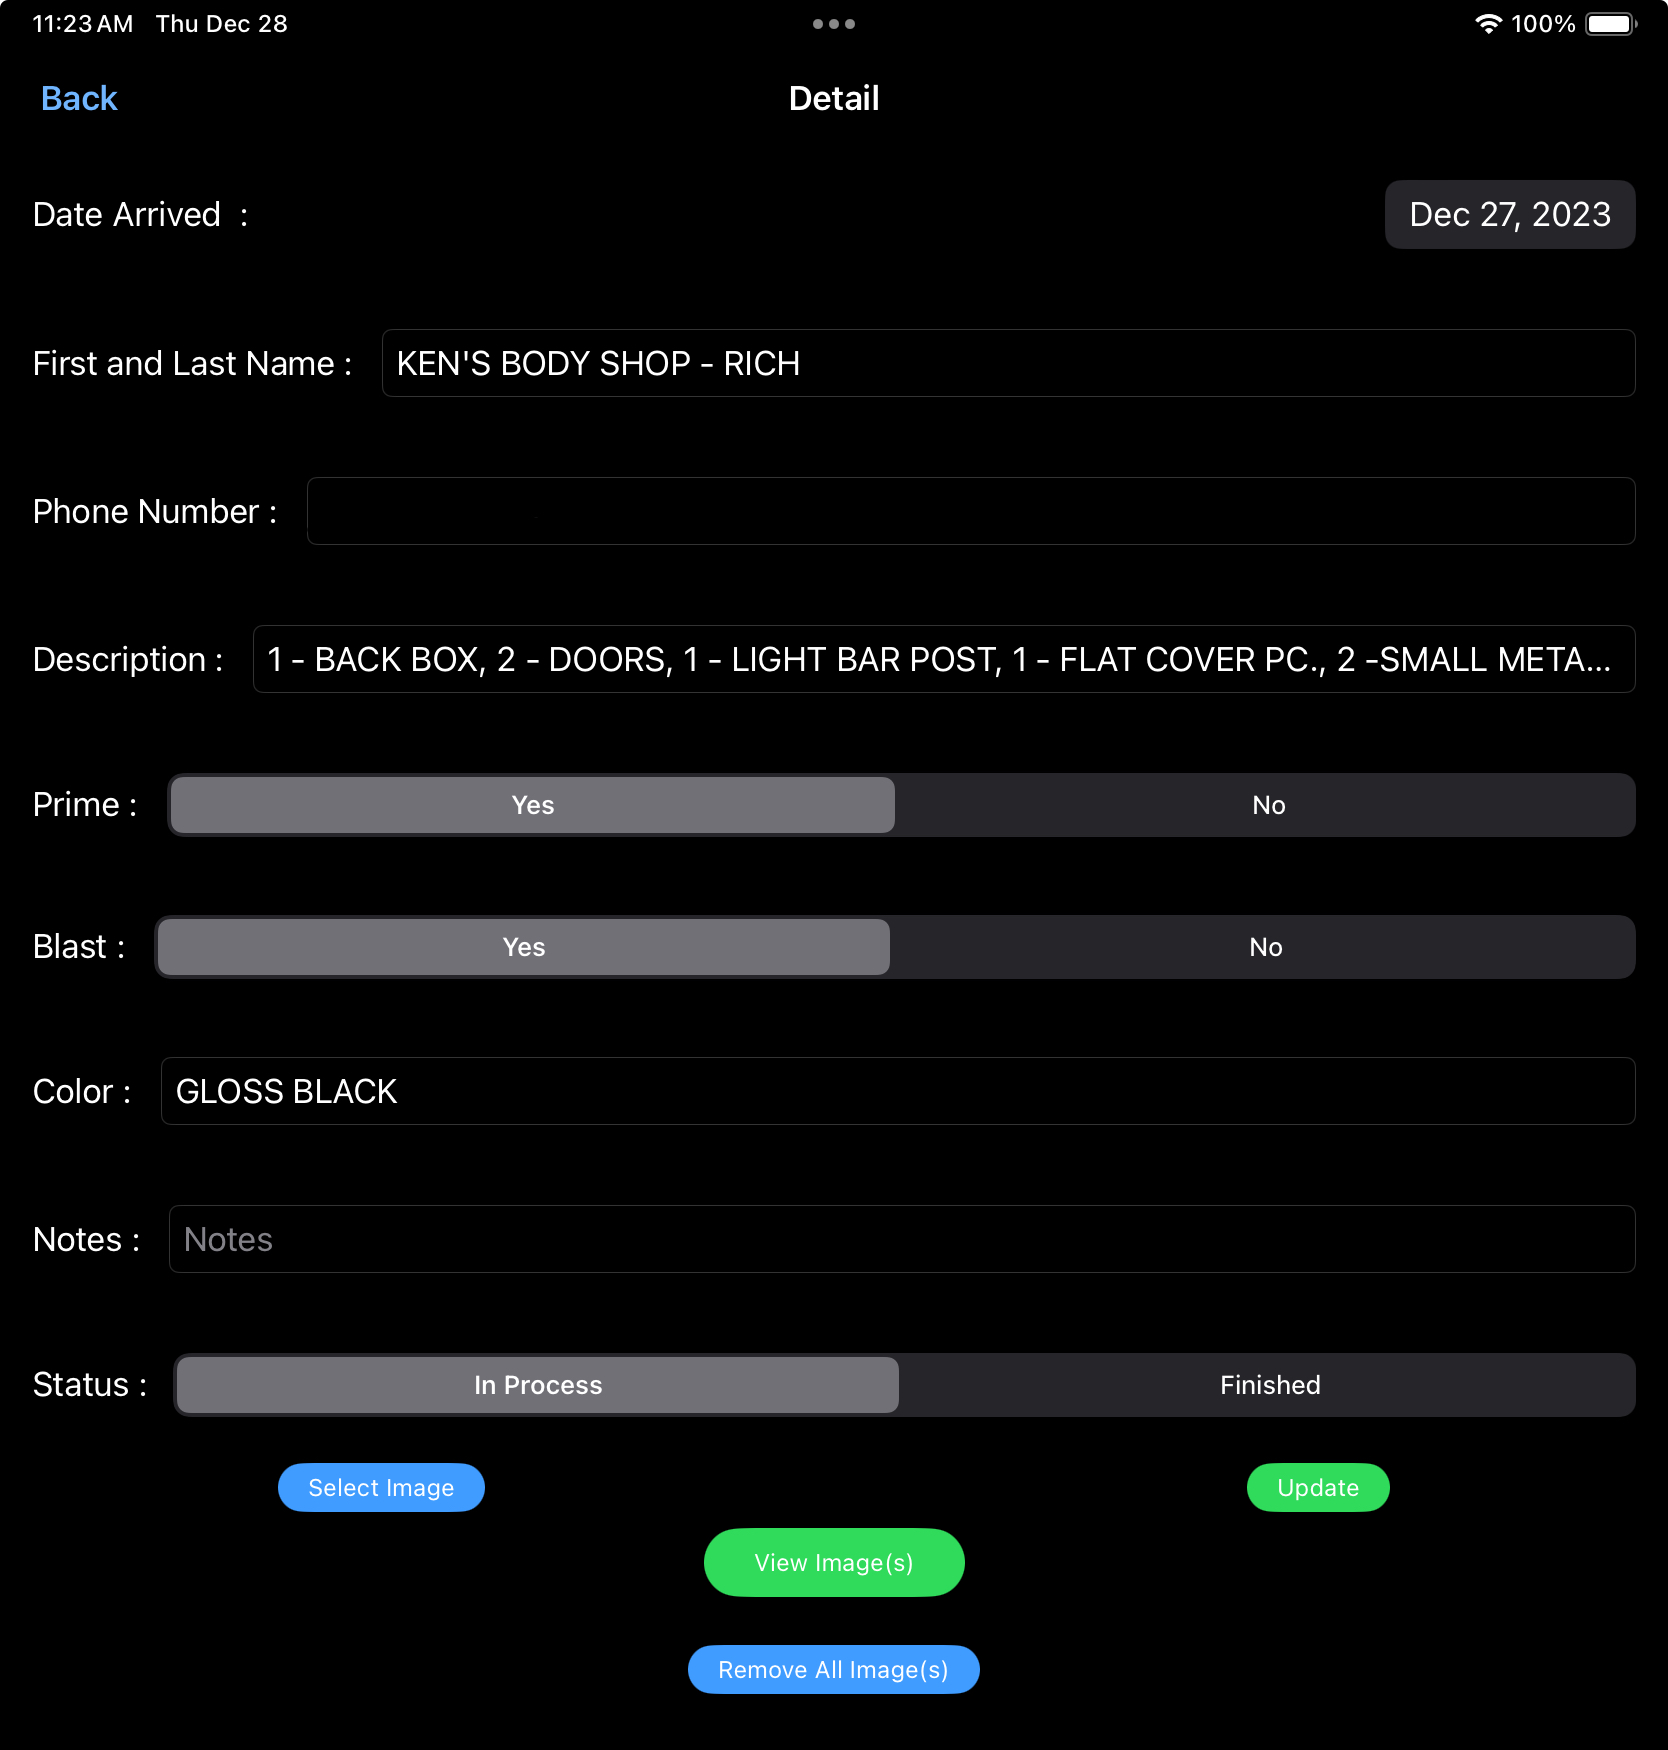 11:23 AM Thu Dec 28 100%
Back Detail
Date Arrived : Dec 27, 2023
First and Last Name : KEN'S BODY SHOP - RICH
Phone Number :
Description : 1 - BACK BOX, 2 - DOORS, 1 - LIGHT BAR POST, 1 - FLAT COVER PC., 2 -SMALL META...
Prime : Yes No
Blast : Yes No
Color : GLOSS BLACK
Notes : Notes
Status : In Process Finished
Select Image Update
View Image(s)
Remove All Image(s)